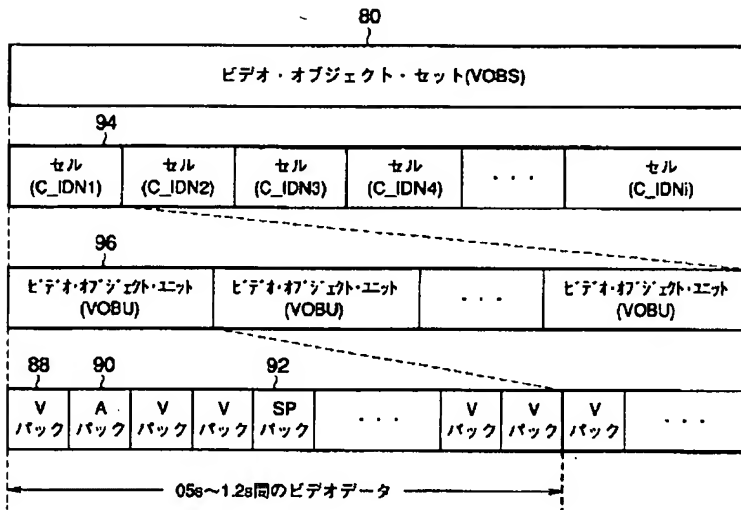 80
ビデオ・オブジェクト・セット(VOBS)
94
セル セル セル セル セル
(C_IDN1) (C_IDN2) (C_IDN3) (C_IDN4) ・・・ (C_IDNi)
96
ビデオ・オブジェクト・ユニット ビデオ・オブジェクト・ユニット ビデオ・オブジェクト・ユニット
(VOBU) (VOBU) ・・・ (VOBU)
88 90 92
V A V V SP V V V
パック パック パック パック パック ・・・ パック パック パック ・・・
05s～1.2s間のビデオデータ